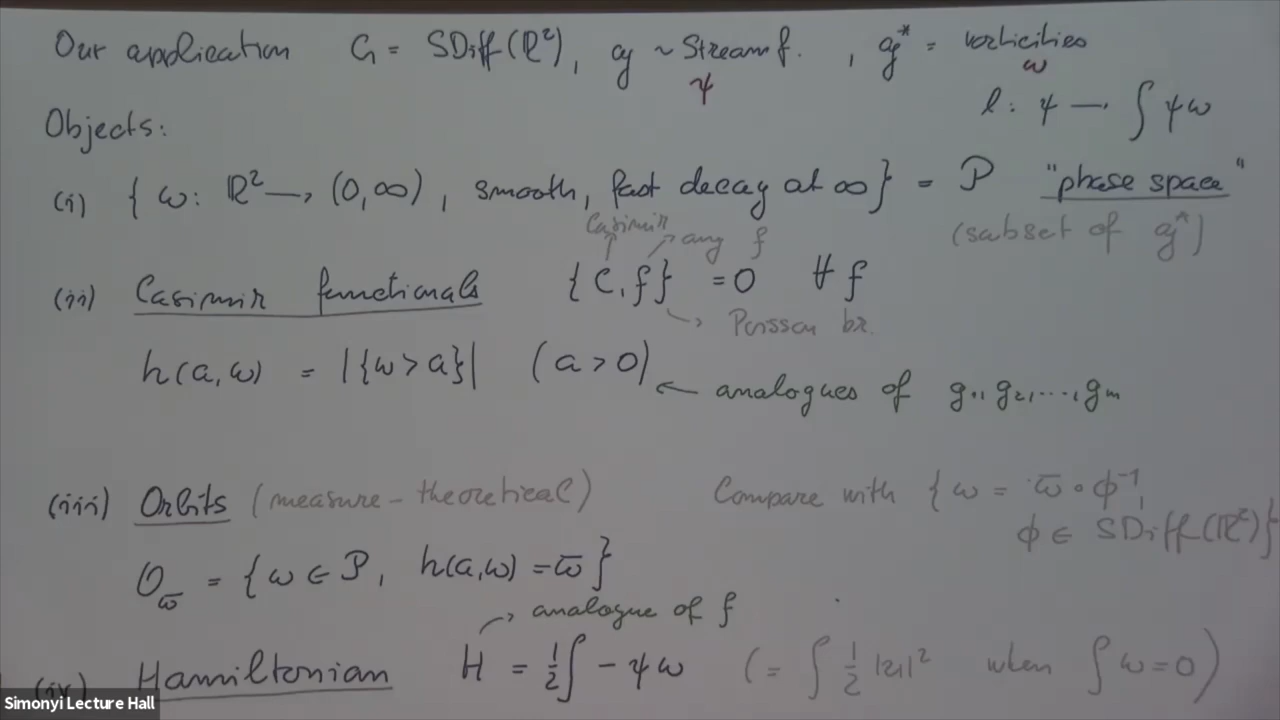 Our application G = SDiff(ℝ²), 𝔤 ~ Stream f. , 𝔤* = vorticities
ψ ω
l: ψ → ∫ ψω
Objects:
(i) { ω: ℝ² → (0,∞), smooth, fast decay at ∞} = 𝒫 "phase space"
(subset of 𝔤*)
Casimir any f
(ii) Casimir functionals {C, f} = 0 ∀ f
Poisson br.
h(a,ω) = |{ω > a}| (a > 0)
← analogues of g₁, g₂, ..., gₘ
(iii) Orbits (measure-theoretical) Compare with { ω = ω̄ ∘ ϕ⁻¹,
ϕ ∈ SDiff(ℝ²)}
O_ω̄ = {ω ∈ 𝒫, h(a,ω) = ω̄}
→ analogue of f
(iv) Hamiltonian H = ½ ∫ -ψω (= ∫ ½ |u|² when ∫ ω = 0)
Simonyi Lecture Hall